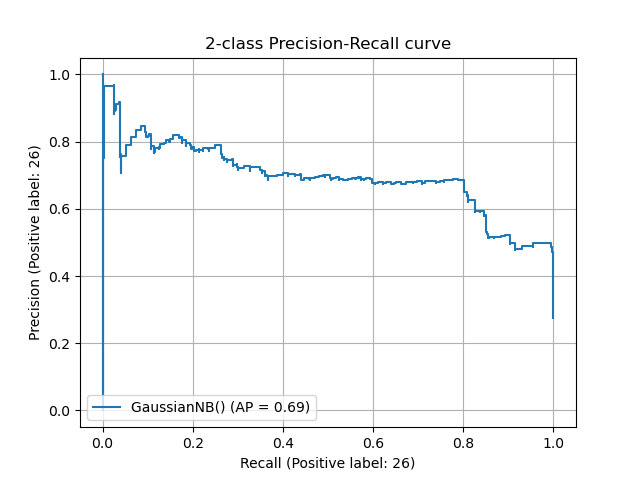 2-class Precision-Recall curve
Precision (Positive label: 26)
1.0
0.8
0.6
0.4
0.2
0.0
GaussianNB() (AP = 0.69)
0.0 0.2 0.4 0.6 0.8 1.0
Recall (Positive label: 26)